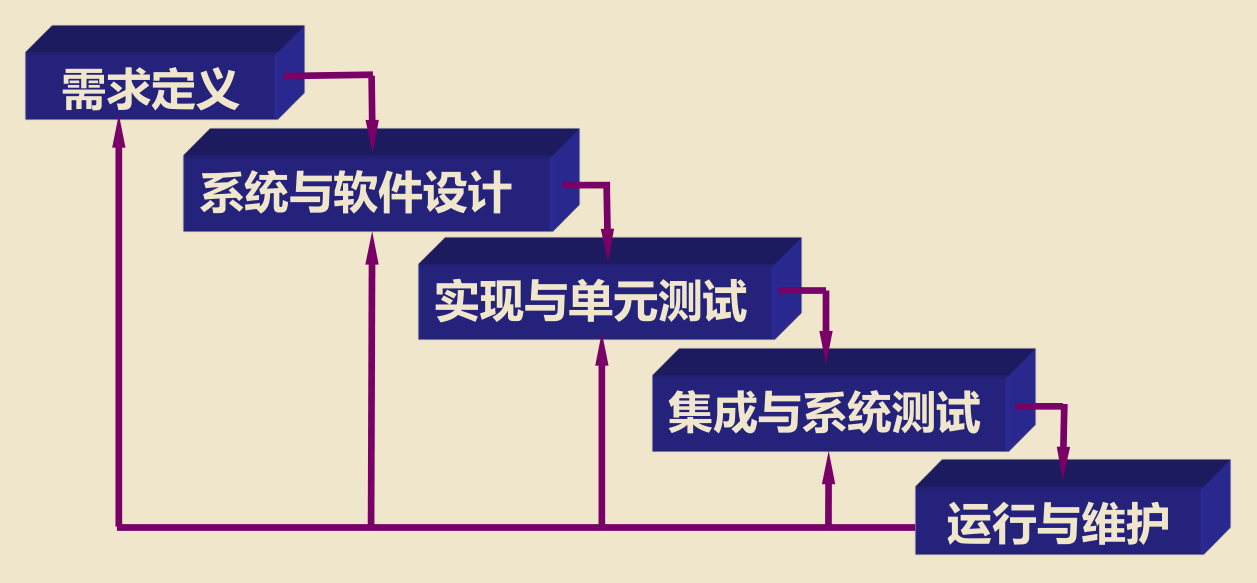 需求定义
系统与软件设计
实现与单元测试
集成与系统测试
运行与维护